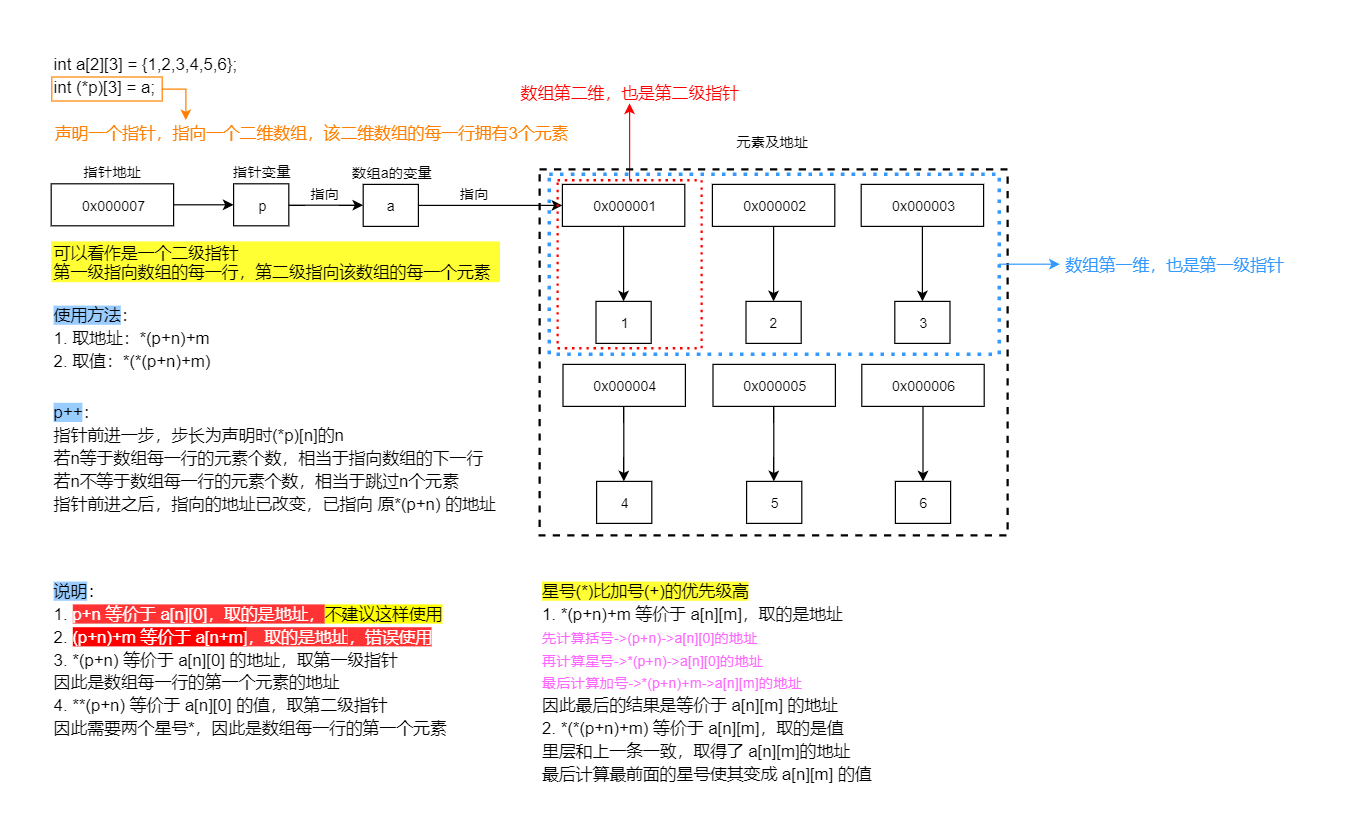 int a[2][3] = {1,2,3,4,5,6};
int (*p)[3] = a;
声明一个指针，指向一个二维数组，该二维数组的每一行拥有3个元素
数组第二维，也是第二级指针
元素及地址
指针地址
指针变量
数组a的变量
0x000007
p
指向
a
指向
0x000001
0x000002
0x000003
1
2
3
数组第一维，也是第一级指针
0x000004
0x000005
0x000006
4
5
6
可以看作是一个二级指针
第一级指向数组的每一行，第二级指向该数组的每一个元素
使用方法：
1. 取地址：*(p+n)+m
2. 取值：*(*(p+n)+m)
p++：
指针前进一步，步长为声明时(*p)[n]的n
若n等于数组每一行的元素个数，相当于指向数组的下一行
若n不等于数组每一行的元素个数，相当于跳过n个元素
指针前进之后，指向的地址已改变，已指向 原*(p+n) 的地址
说明：
1. p+n 等价于 a[n][0]，取的是地址，不建议这样使用
2. (p+n)+m 等价于 a[n+m]，取的是地址，错误使用
3. *(p+n) 等价于 a[n][0] 的地址，取第一级指针
因此是数组每一行的第一个元素的地址
4. **(p+n) 等价于 a[n][0] 的值，取第二级指针
因此需要两个星号*，因此是数组每一行的第一个元素
星号(*)比加号(+)的优先级高
1. *(p+n)+m 等价于 a[n][m]，取的是地址
先计算括号->(p+n)->a[n][0]的地址
再计算星号->*(p+n)->a[n][0]的地址
最后计算加号->*(p+n)+m->a[n][m]的地址
因此最后的结果是等价于 a[n][m] 的地址
2. *(*(p+n)+m) 等价于 a[n][m]，取的是值
里层和上一条一致，取得了 a[n][m]的地址
最后计算最前面的星号使其变成 a[n][m] 的值